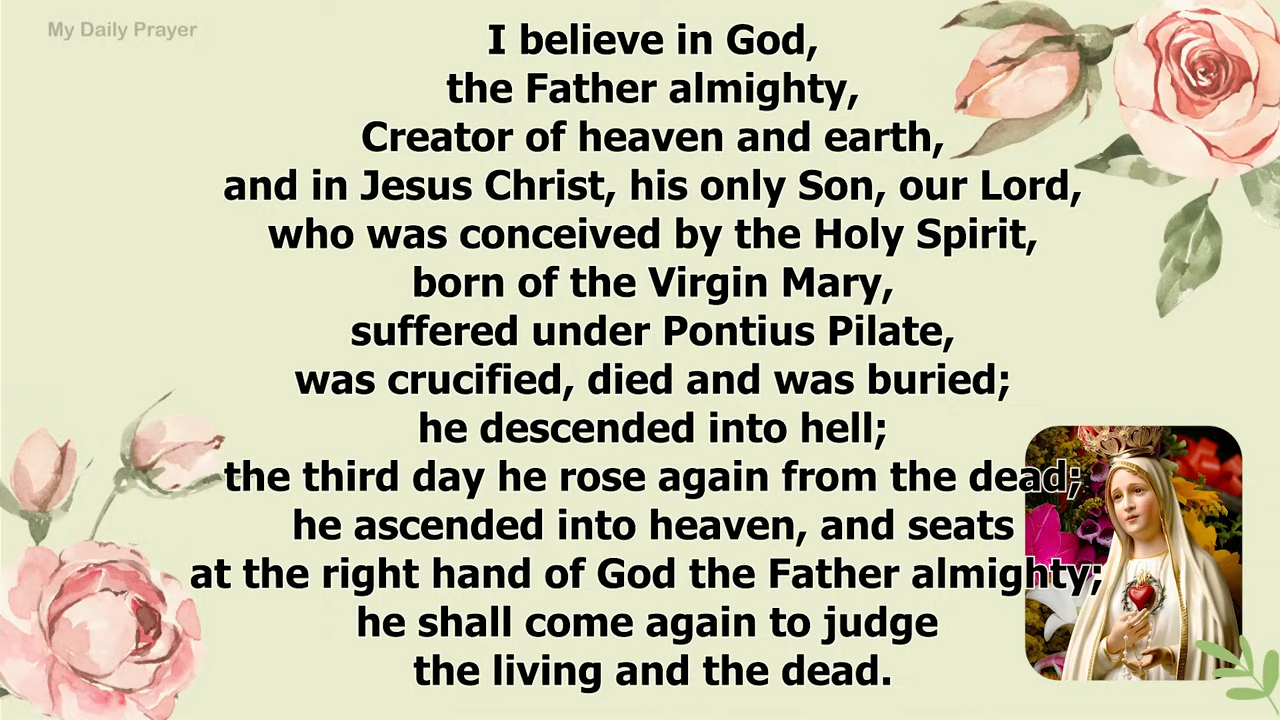 My Daily Prayer
I believe in God,
the Father almighty,
Creator of heaven and earth,
and in Jesus Christ, his only Son, our Lord,
who was conceived by the Holy Spirit,
born of the Virgin Mary,
suffered under Pontius Pilate,
was crucified, died and was buried;
he descended into hell;
the third day he rose again from the dead;
he ascended into heaven, and seats
at the right hand of God the Father almighty;
he shall come again to judge
the living and the dead.